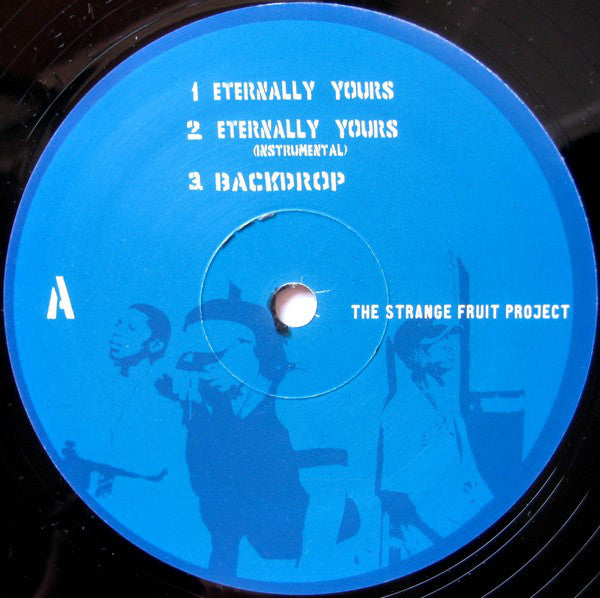 1 ETERNALLY YOURS
2 ETERNALLY YOURS
(INSTRUMENTAL)
3 BACKDROP
A
THE STRANGE FRUIT PROJECT